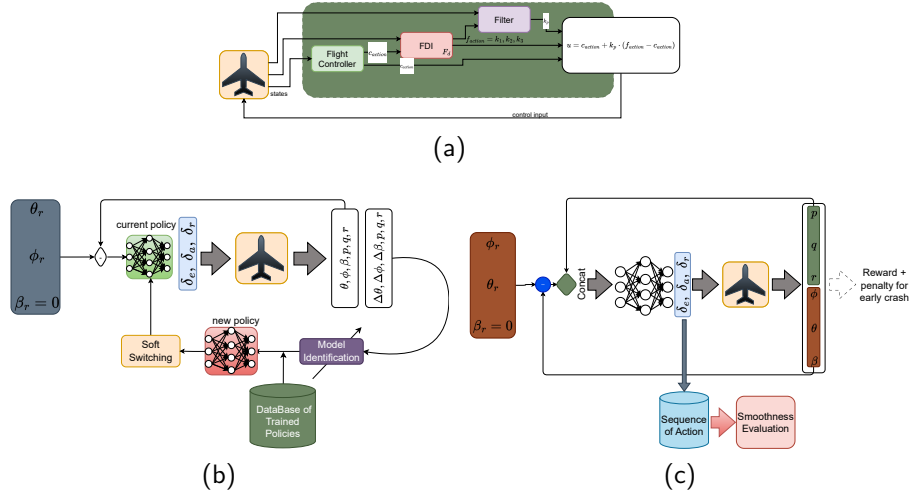 Filter
k_p
f_action = k_1, k_2, k_3
c_action
FDI
F_d
u = c_action + k_p · (f_action − c_action)
Flight
Controller
c_action
states
control input
(a)
θ_r
ϕ_r
β_r = 0
-
current policy
δ_e, δ_a, δ_r
θ, ϕ, β, p, q, r
Δθ, Δϕ, Δβ, p, q, r
Soft
Switching
new policy
Model
Identification
DataBase of
Trained
Policies
(b)
ϕ_r
θ_r
β_r = 0
-
Concat
δ_e, δ_a, δ_r
p
q
r
ϕ
θ
β
Reward +
penalty for
early crash
Sequence
of Action
Smoothness
Evaluation
(c)